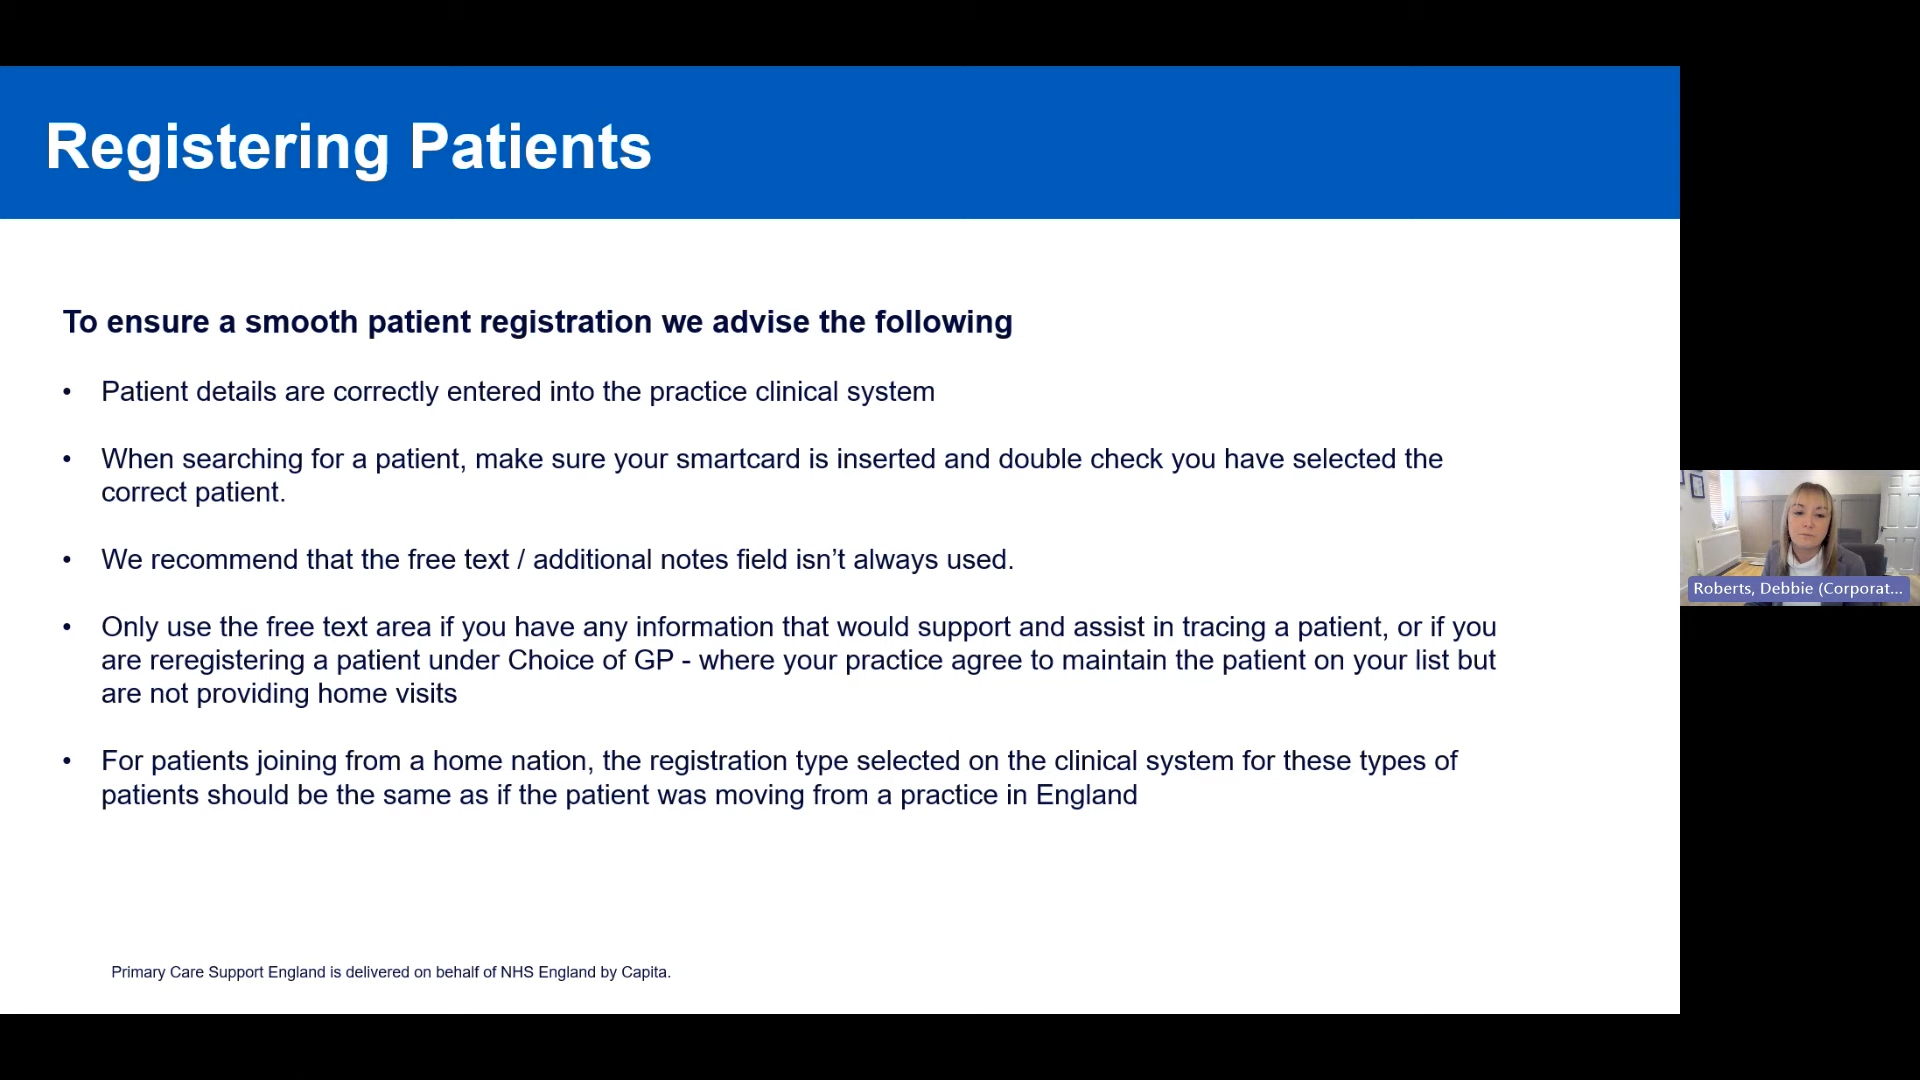 Registering Patients
To ensure a smooth patient registration we advise the following
• Patient details are correctly entered into the practice clinical system
• When searching for a patient, make sure your smartcard is inserted and double check you have selected the
correct patient.
• We recommend that the free text / additional notes field isn’t always used.
• Only use the free text area if you have any information that would support and assist in tracing a patient, or if you
are reregistering a patient under Choice of GP - where your practice agree to maintain the patient on your list but
are not providing home visits
• For patients joining from a home nation, the registration type selected on the clinical system for these types of
patients should be the same as if the patient was moving from a practice in England
Roberts, Debbie (Corporat...
Primary Care Support England is delivered on behalf of NHS England by Capita.